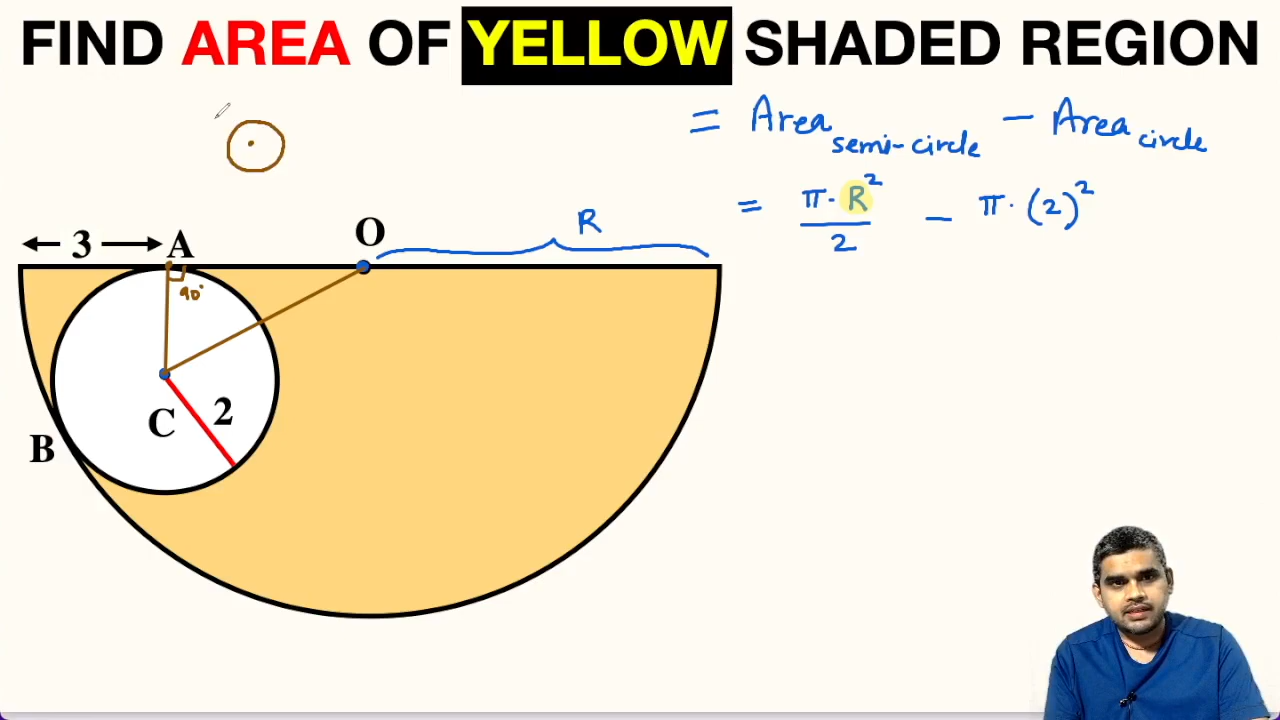 FIND AREA OF YELLOW SHADED REGION
= Area semi-circle − Area circle
= π·R²/2 − π·(2)²
3 A O R
90°
C 2
B